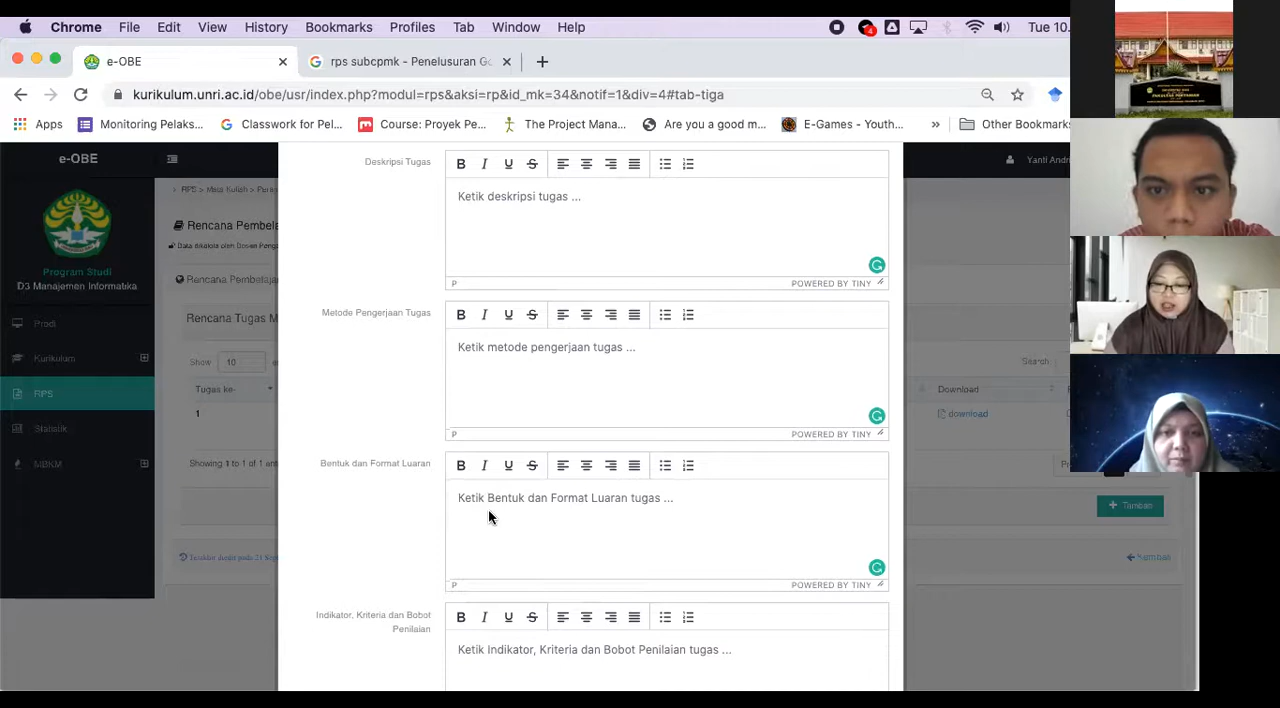 Chrome File Edit View History Bookmarks Profiles Tab Window Help 4 Tue 10.
e-OBE rps subcpmk - Penelusuran Go
kurikulum.unri.ac.id/obe/usr/index.php?modul=rps&aksi=rp&id_mk=34&notif=1&div=4#tab-tiga
Apps Monitoring Pelaks... Classwork for Pel... Course: Proyek Pe... The Project Mana... Are you a good m... E-Games - Youth... » Other Bookmarks
e-OBE Yanti Andri
RPS > Mata Kuliah >
Deskripsi Tugas
Ketik deskripsi tugas ...
Rencana Pembela
Program Studi
D3 Manajemen Informatika
Rencana Pembelajar
P POWERED BY TINY
Prodi
Rencana Tugas M
Metode Pengerjaan Tugas
Ketik metode pengerjaan tugas ...
Kurikulum
Show 10
Search:
RPS
Tugas ke-
Download
1
download
Statistik
P POWERED BY TINY
MBKM
Showing 1 to 1 of 1 ent
Bentuk dan Format Luaran
Ketik Bentuk dan Format Luaran tugas ...
Tambah
Kembali
P POWERED BY TINY
Indikator, Kriteria dan Bobot
Penilaian
Ketik Indikator, Kriteria dan Bobot Penilaian tugas ...